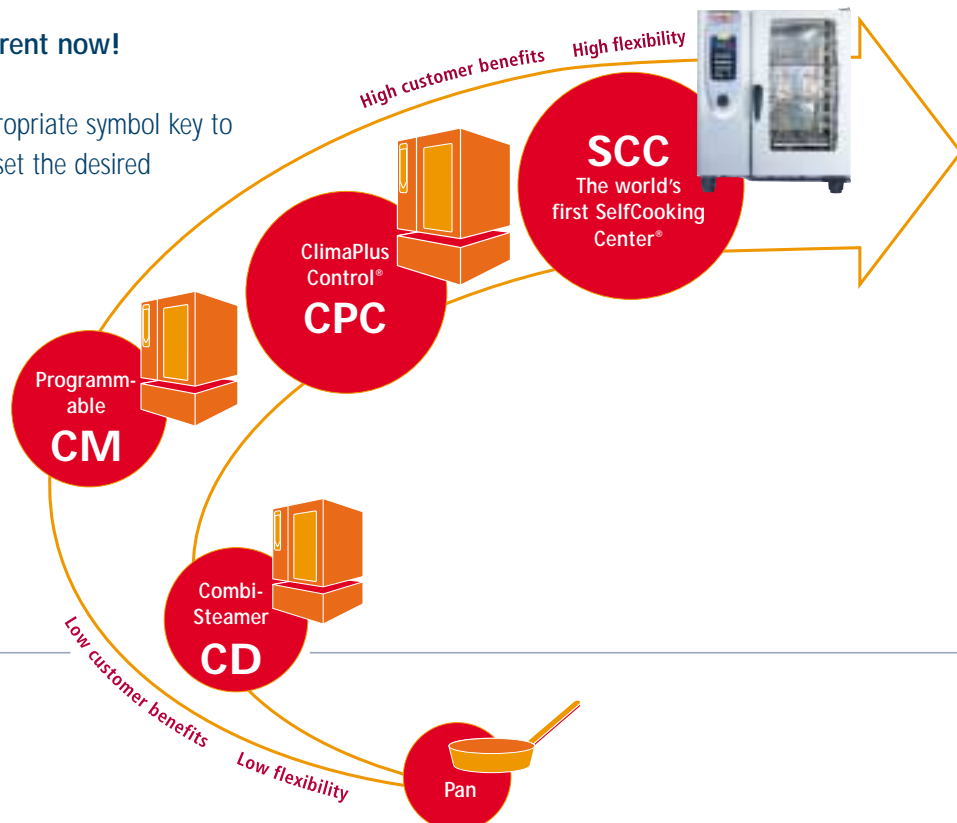 rent now!
ropriate symbol key to
set the desired
High customer benefits High flexibility
SCC
The world's
first SelfCooking
Center®
ClimaPlus
Control®
CPC
Programm-
able
CM
Combi-
Steamer
CD
Low customer benefits Low flexibility
Pan